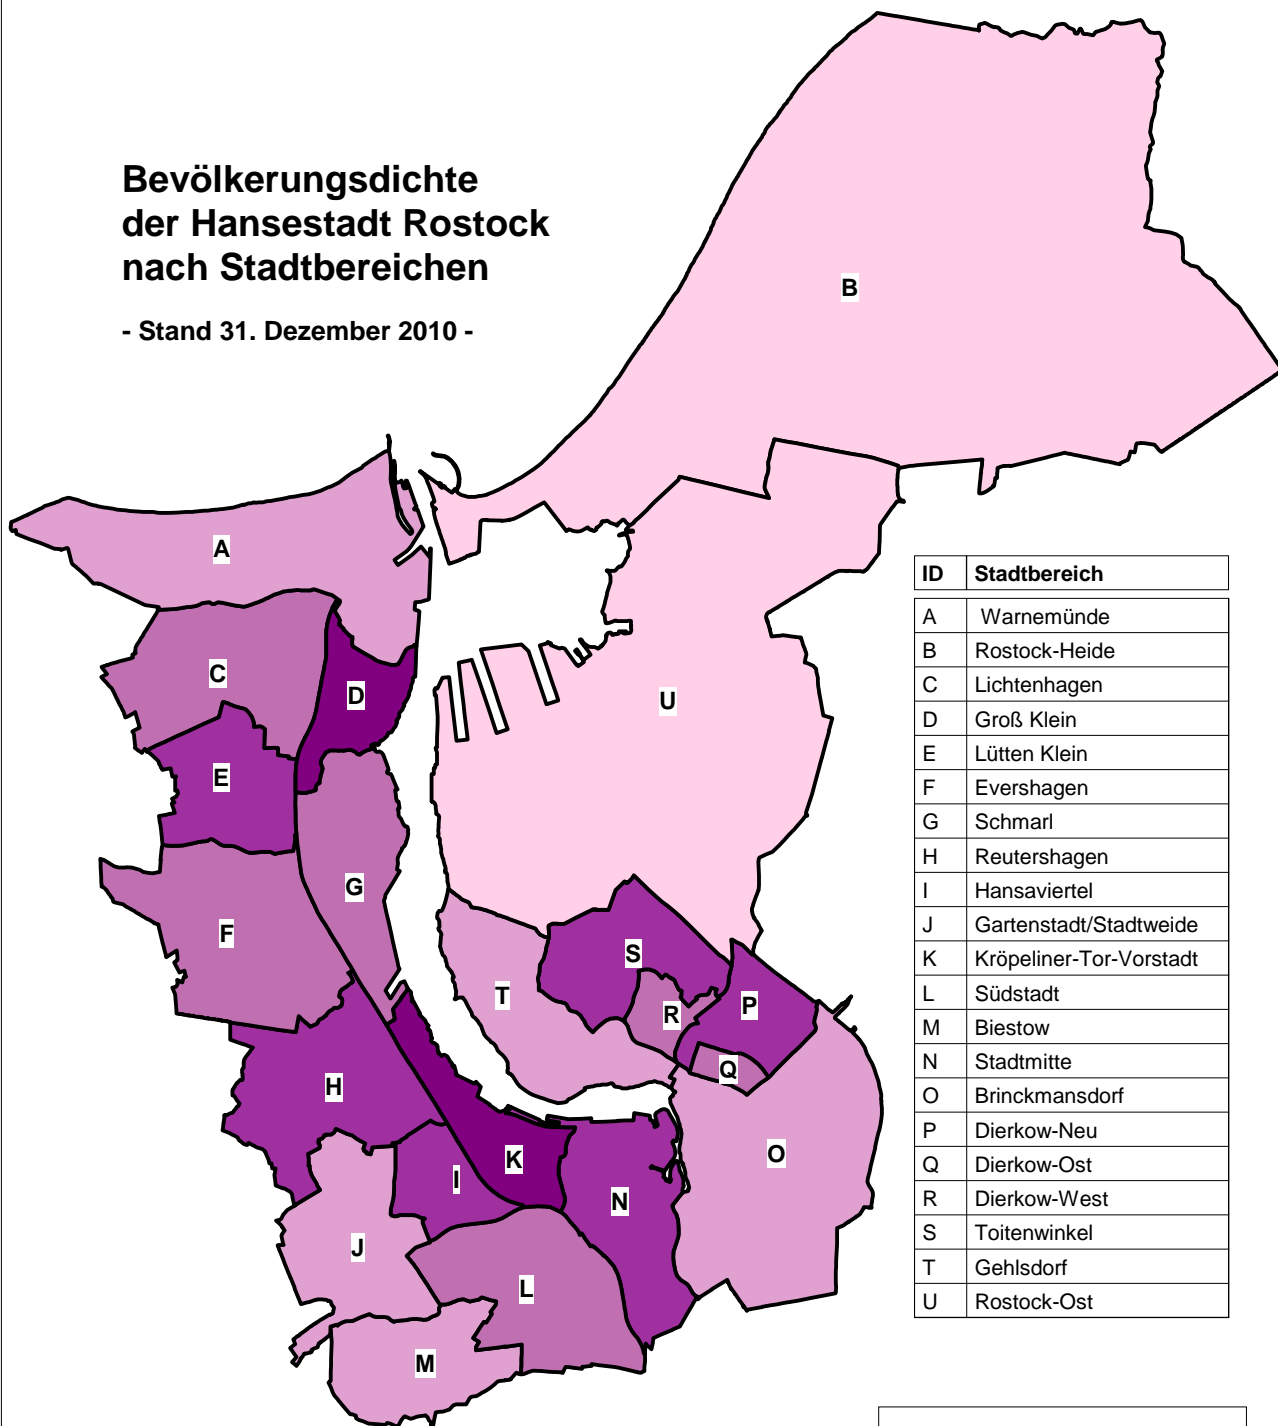 Bevölkerungsdichte
der Hansestadt Rostock
nach Stadtbereichen
- Stand 31. Dezember 2010 -
B
A
C
D
U
E
G
F
S
T
R
P
Q
H
K
I
O
N
J
L
M
ID Stadtbereich
A Warnemünde
B Rostock-Heide
C Lichtenhagen
D Groß Klein
E Lütten Klein
F Evershagen
G Schmarl
H Reutershagen
I Hansaviertel
J Gartenstadt/Stadtweide
K Kröpeliner-Tor-Vorstadt
L Südstadt
M Biestow
N Stadtmitte
O Brinckmansdorf
P Dierkow-Neu
Q Dierkow-Ost
R Dierkow-West
S Toitenwinkel
T Gehlsdorf
U Rostock-Ost